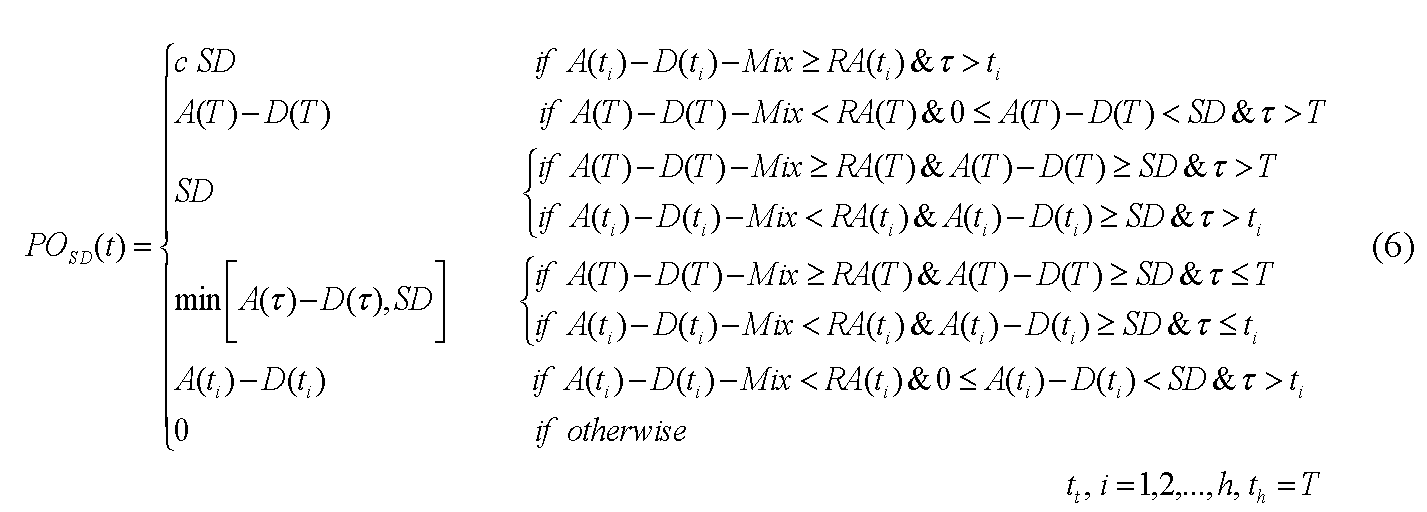 c SD if A(t_i)−D(t_i)−Mix ≥ RA(t_i) & τ > t_i
A(T)−D(T) if A(T)−D(T)−Mix < RA(T) & 0 ≤ A(T)−D(T) < SD & τ > T
if A(T)−D(T)−Mix ≥ RA(T) & A(T)−D(T) ≥ SD & τ > T
SD
if A(t_i)−D(t_i)−Mix < RA(t_i) & A(t_i)−D(t_i) ≥ SD & τ > t_i
PO_SD(t) = (6)
if A(T)−D(T)−Mix ≥ RA(T) & A(T)−D(T) ≥ SD & τ ≤ T
min[A(τ)−D(τ),SD]
if A(t_i)−D(t_i)−Mix < RA(t_i) & A(t_i)−D(t_i) ≥ SD & τ ≤ t_i
A(t_i)−D(t_i) if A(t_i)−D(t_i)−Mix < RA(t_i) & 0 ≤ A(t_i)−D(t_i) < SD & τ > t_i
0 if otherwise
t_t, i=1,2,...,h, t_h = T